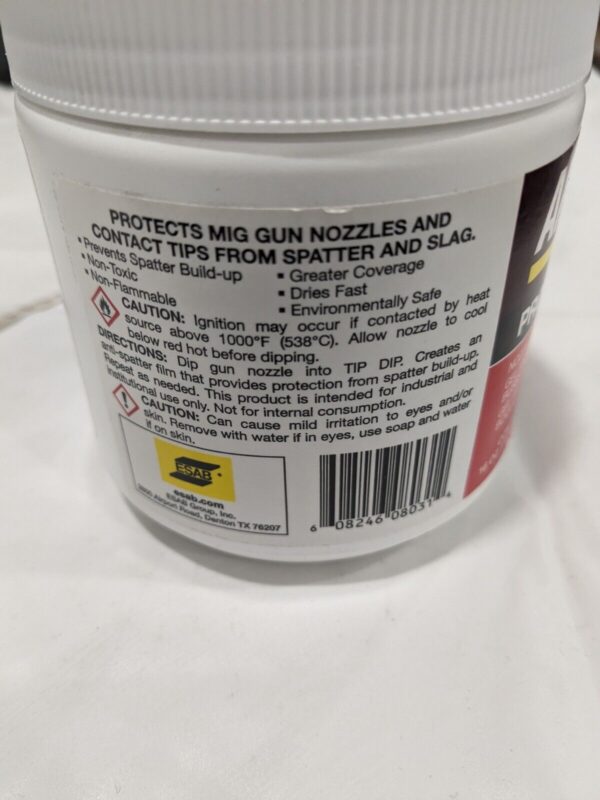 PROTECTS MIG GUN NOZZLES AND
CONTACT TIPS FROM SPATTER AND SLAG.
▪ Prevents Spatter Build-up
▪ Non-Toxic
▪ Non-Flammable
▪ Greater Coverage
▪ Dries Fast
▪ Environmentally Safe
CAUTION: Ignition may occur if contacted by heat
source above 1000°F (538°C). Allow nozzle to cool
below red hot before dipping.
DIRECTIONS: Dip gun nozzle into TIP DIP. Creates an
anti-spatter film that provides protection from spatter build-up.
Repeat as needed. This product is intended for industrial and
institutional use only. Not for internal consumption.
CAUTION: Can cause mild irritation to eyes and/or
skin. Remove with water if in eyes, use soap and water
if on skin.
ESAB
esab.com
ESAB Group, Inc.
Airport Road, Denton TX 76207
6 08246 08031 4